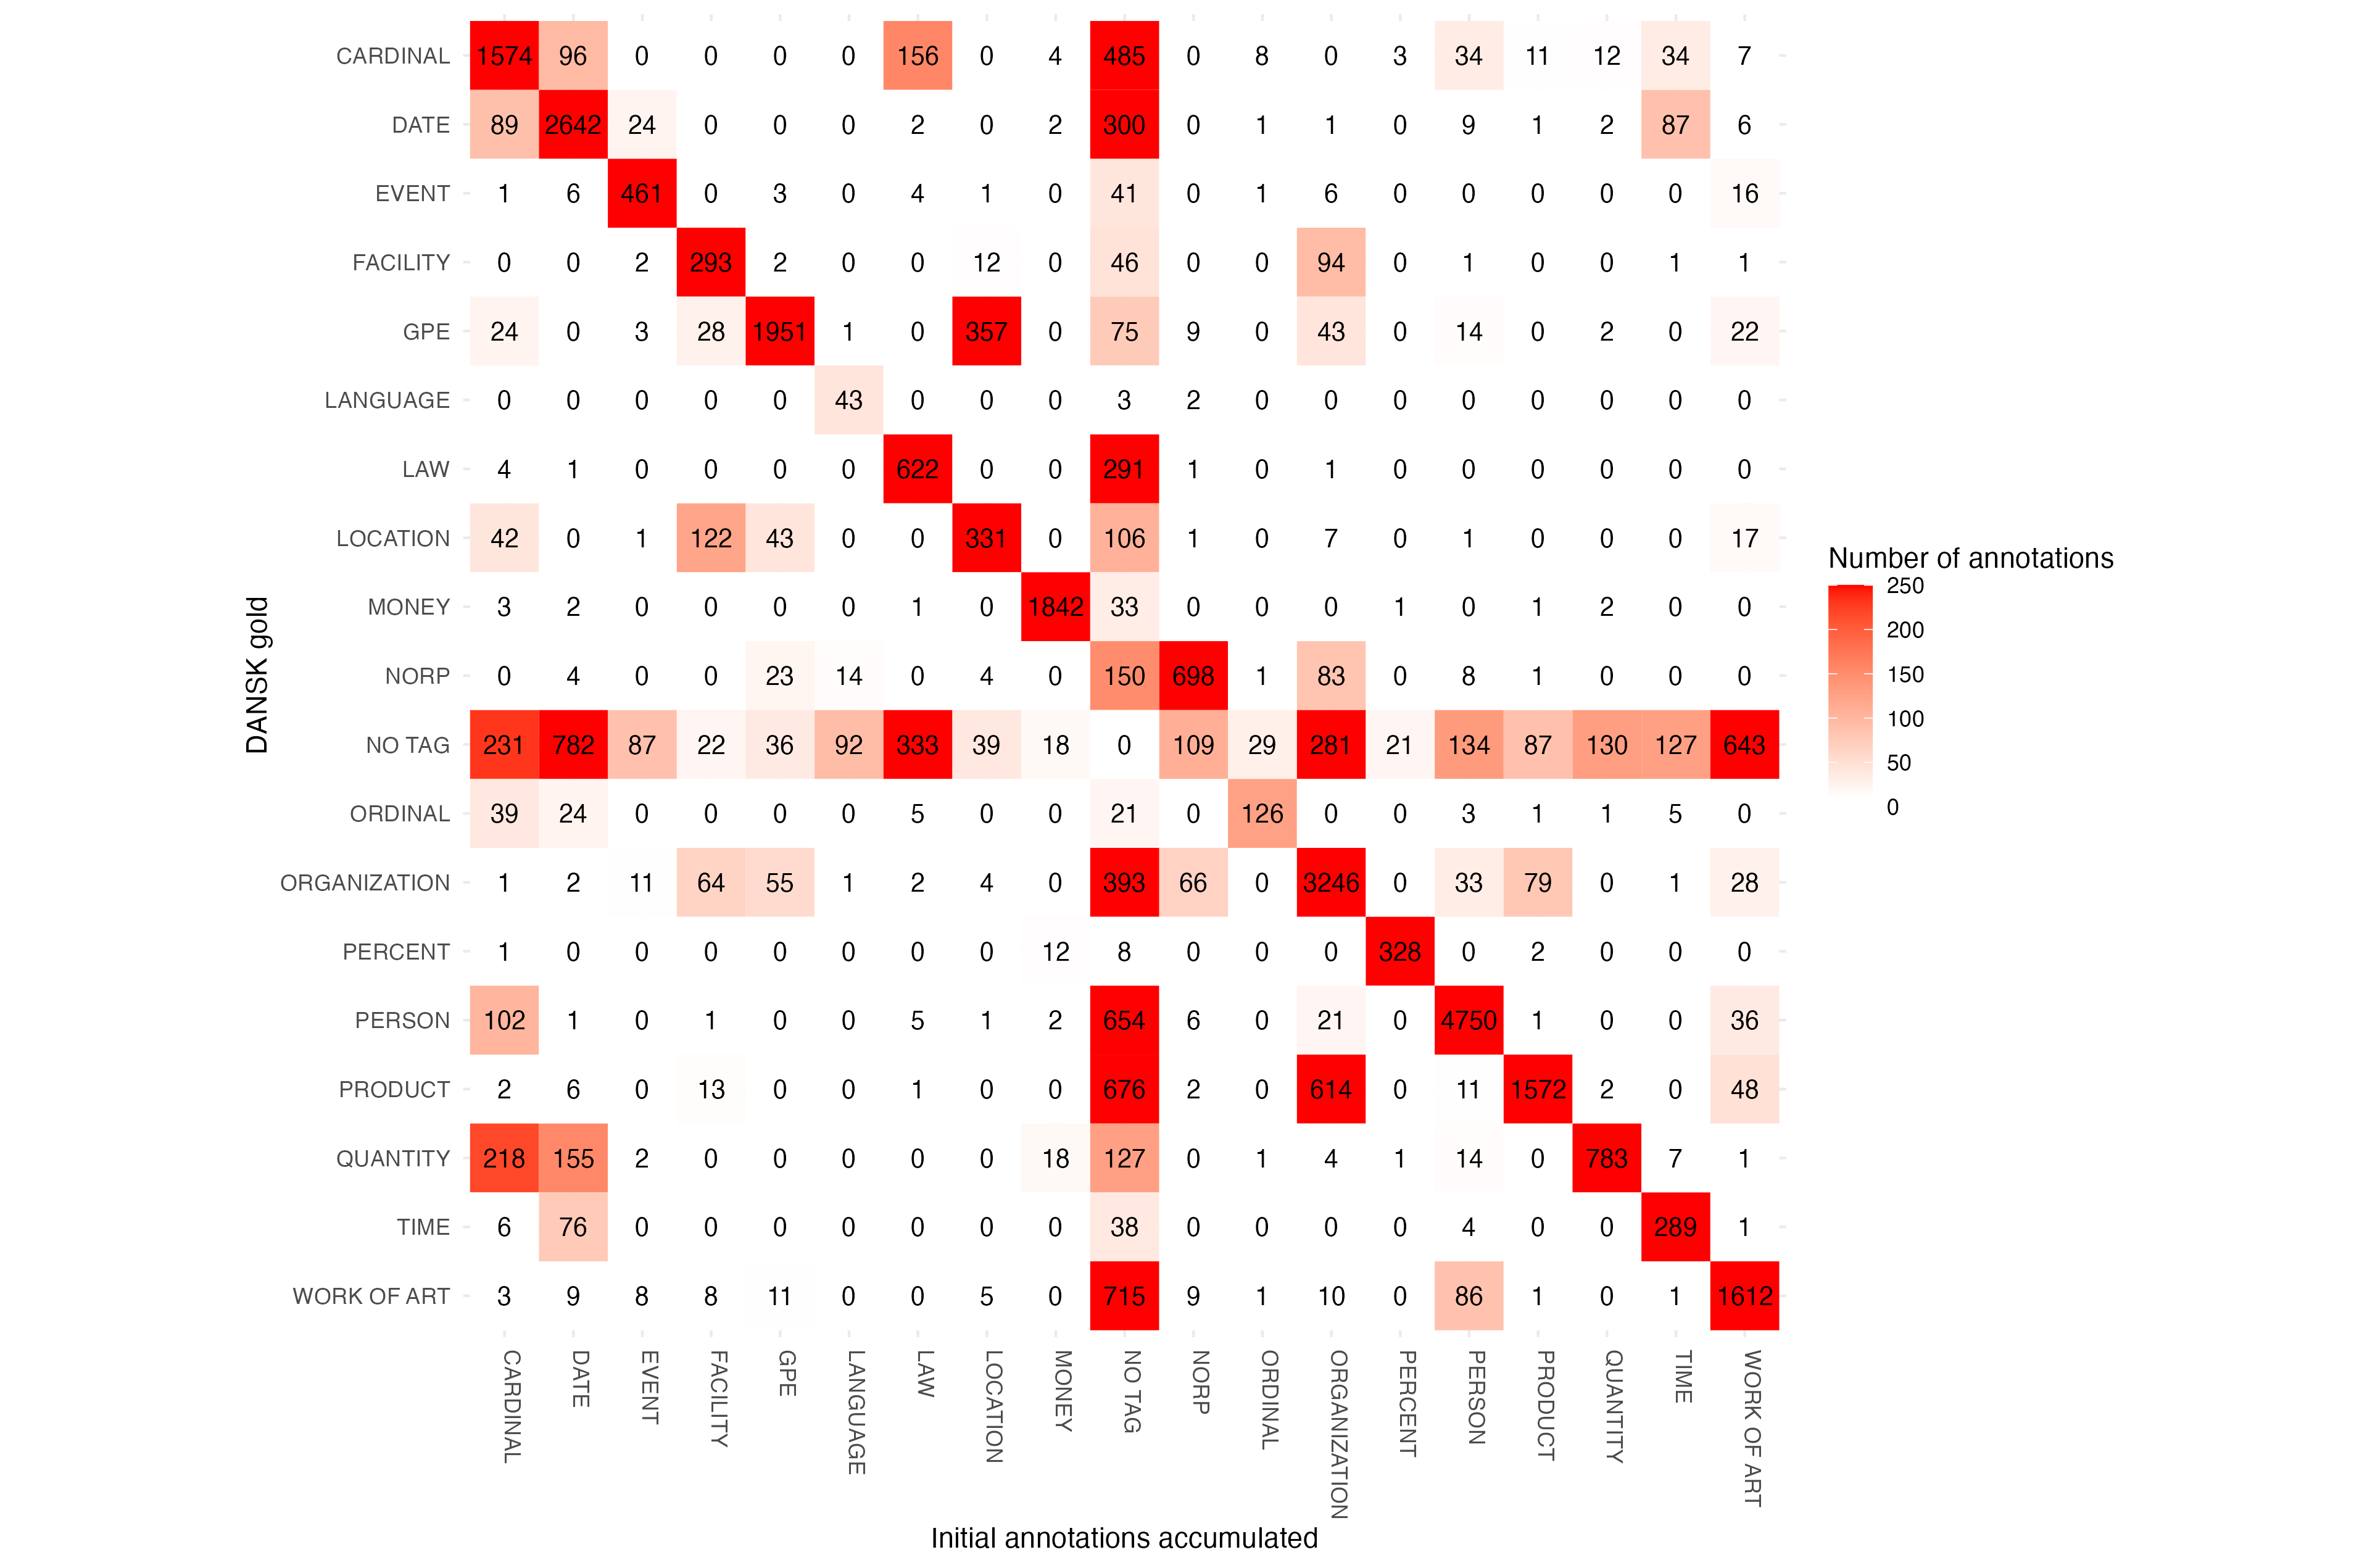 CARDINAL 1574 96 0 0 0 0 156 0 4 485 0 8 0 3 34 11 12 34 7
DATE 89 2642 24 0 0 0 2 0 2 300 0 1 1 0 9 1 2 87 6
EVENT 1 6 461 0 3 0 4 1 0 41 0 1 6 0 0 0 0 0 16
FACILITY 0 0 2 293 2 0 0 12 0 46 0 0 94 0 1 0 0 1 1
GPE 24 0 3 28 1951 1 0 357 0 75 9 0 43 0 14 0 2 0 22
LANGUAGE 0 0 0 0 0 43 0 0 0 3 2 0 0 0 0 0 0 0 0
LAW 4 1 0 0 0 0 622 0 0 291 1 0 1 0 0 0 0 0 0
LOCATION 42 0 1 122 43 0 0 331 0 106 1 0 7 0 1 0 0 0 17
MONEY 3 2 0 0 0 0 1 0 1842 33 0 0 0 1 0 1 2 0 0
NORP 0 4 0 0 23 14 0 4 0 150 698 1 83 0 8 1 0 0 0
NO TAG 231 782 87 22 36 92 333 39 18 0 109 29 281 21 134 87 130 127 643
ORDINAL 39 24 0 0 0 0 5 0 0 21 0 126 0 0 3 1 1 5 0
ORGANIZATION 1 2 11 64 55 1 2 4 0 393 66 0 3246 0 33 79 0 1 28
PERCENT 1 0 0 0 0 0 0 0 12 8 0 0 0 328 0 2 0 0 0
PERSON 102 1 0 1 0 0 5 1 2 654 6 0 21 0 4750 1 0 0 36
PRODUCT 2 6 0 13 0 0 1 0 0 676 2 0 614 0 11 1572 2 0 48
QUANTITY 218 155 2 0 0 0 0 0 18 127 0 1 4 1 14 0 783 7 1
TIME 6 76 0 0 0 0 0 0 0 38 0 0 0 0 4 0 0 289 1
WORK OF ART 3 9 8 8 11 0 0 5 0 715 9 1 10 0 86 1 0 1 1612
CARDINAL
DATE
EVENT
FACILITY
GPE
LANGUAGE
LAW
LOCATION
MONEY
NO TAG
NORP
ORDINAL
ORGANIZATION
PERCENT
PERSON
PRODUCT
QUANTITY
TIME
WORK OF ART
Initial annotations accumulated
DANSK gold
Number of annotations
250
200
150
100
50
0